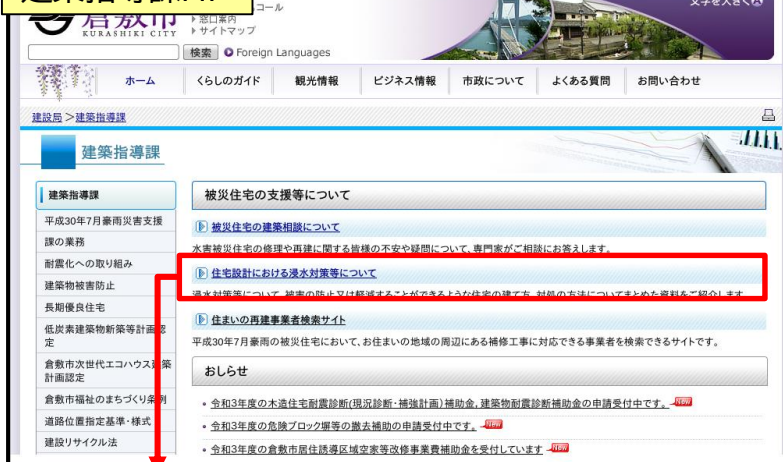 倉敷市
KURASHIKI CITY
窓口案内
サイトマップ
文字を大きく
検索 Foreign Languages
ホーム くらしのガイド 観光情報 ビジネス情報 市政について よくある質問 お問い合わせ
建設局 >建築指導課
建築指導課
建築指導課
平成30年7月豪雨災害支援
課の業務
耐震化への取り組み
建築物被害防止
長期優良住宅
低炭素建築物新築等計画認
定
倉敷市次世代エコハウス建築
計画認定
倉敷市福祉のまちづくり条例
道路位置指定基準・様式
建設リサイクル法
被災住宅の支援等について
被災住宅の建築相談について
水害被災住宅の修理や再建に関する皆様の不安や疑問について、専門家がご相談にお答えします。
住宅設計における浸水対策等について
浸水対策等について、被害の防止又は軽減することができるような住宅の建て方、対処の方法についてまとめた資料をご紹介します
住まいの再建事業者検索サイト
平成30年7月豪雨の被災住宅において、お住まいの地域の周辺にある補修工事に対応できる事業者を検索できるサイトです。
おしらせ
令和3年度の木造住宅耐震診断(現況診断・補強計画)補助金,建築物耐震診断補助金の申請受付中です。 New
令和3年度の危険ブロック塀等の撤去補助の申請受付中です。 New
令和3年度の倉敷市居住誘導区域空家等改修事業費補助金を受付しています New